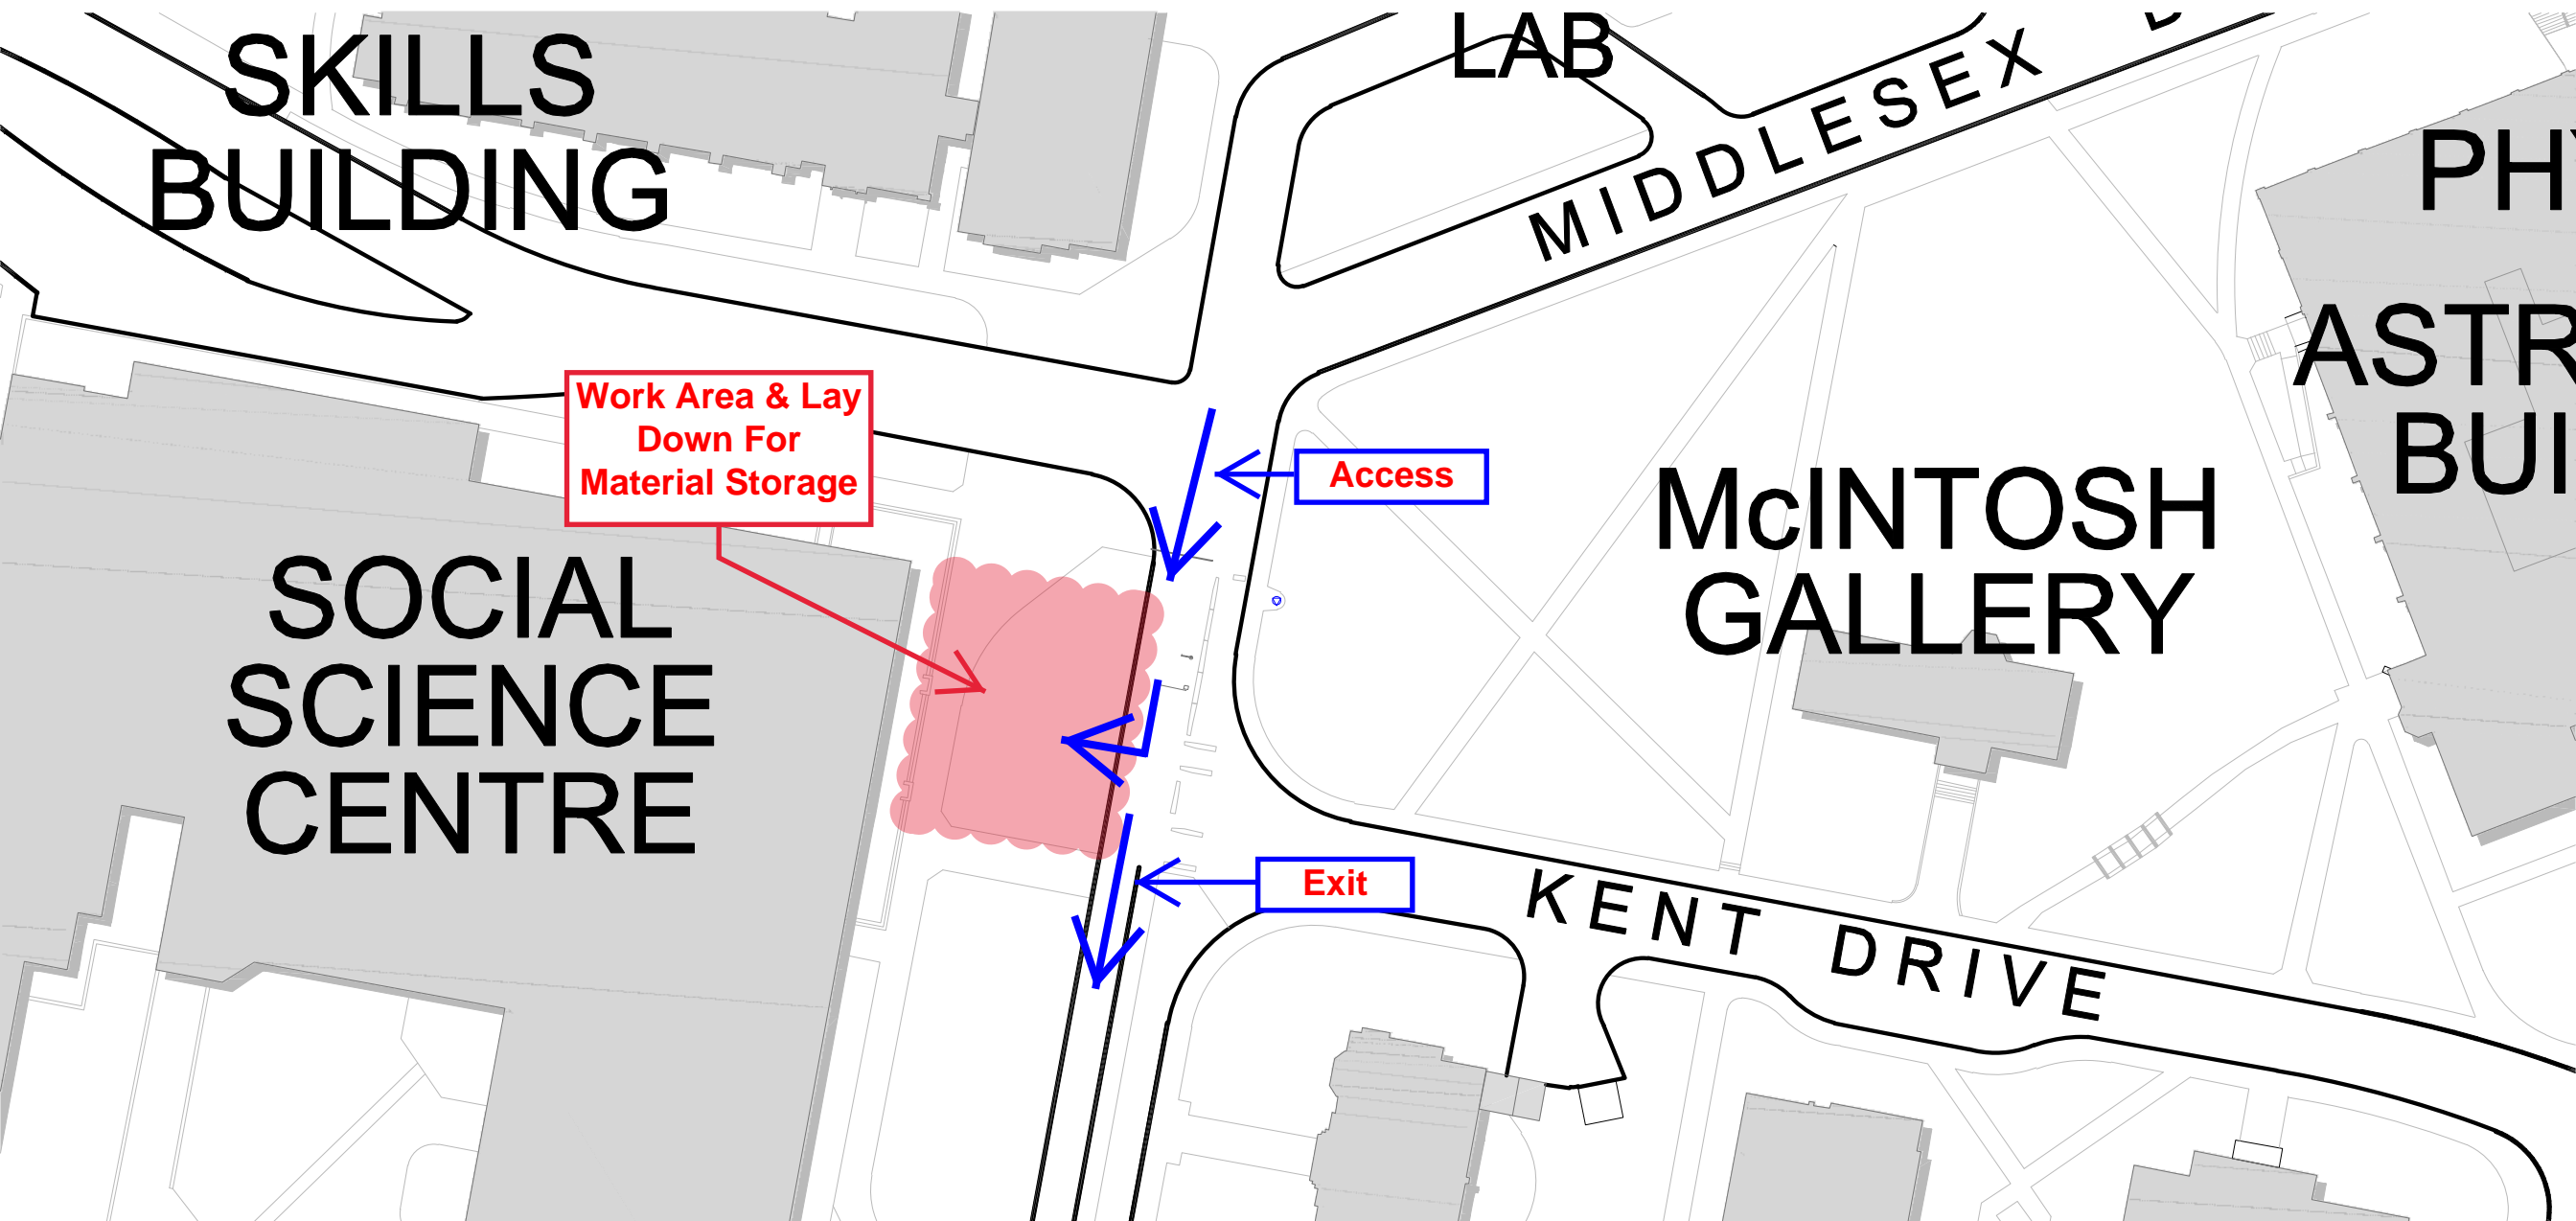 SKILLS
BUILDING
LAB
MIDDLESEX
Work Area & Lay
Down For
Material Storage
Access
McINTOSH
GALLERY
SOCIAL
SCIENCE
CENTRE
Exit
KENT DRIVE
PHY
ASTR
BUI